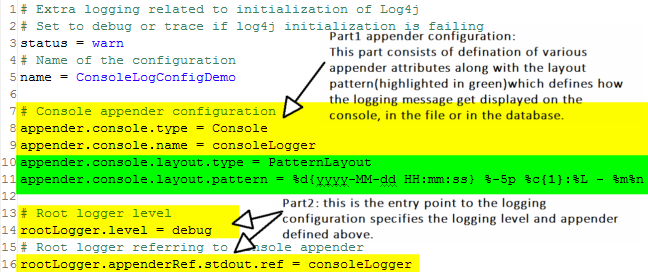 1 # Extra logging related to initialization of Log4j
2 # Set to debug or trace if log4j initialization is failing
3 status = warn
4 # Name of the configuration
5 name = ConsoleLogConfigDemo
6
7 # Console appender configuration
8 appender.console.type = Console
9 appender.console.name = consoleLogger
10 appender.console.layout.type = PatternLayout
11 appender.console.layout.pattern = %d{yyyy-MM-dd HH:mm:ss} %-5p %c{1}:%L - %m%n
12
13 # Root logger level
14 rootLogger.level = debug
15 # Root logger referring to nsole appender
16 rootLogger.appenderRef.stdout.ref = consoleLogger
Part1 appender configuration:
This part consists of defination of various
appender attributes along with the layout
pattern(highlighted in green)which defines how
the logging message get displayed on the
console, in the file or in the database.
Part2: this is the entry point to the logging
configuration specifies the logging level and appender
defined above.